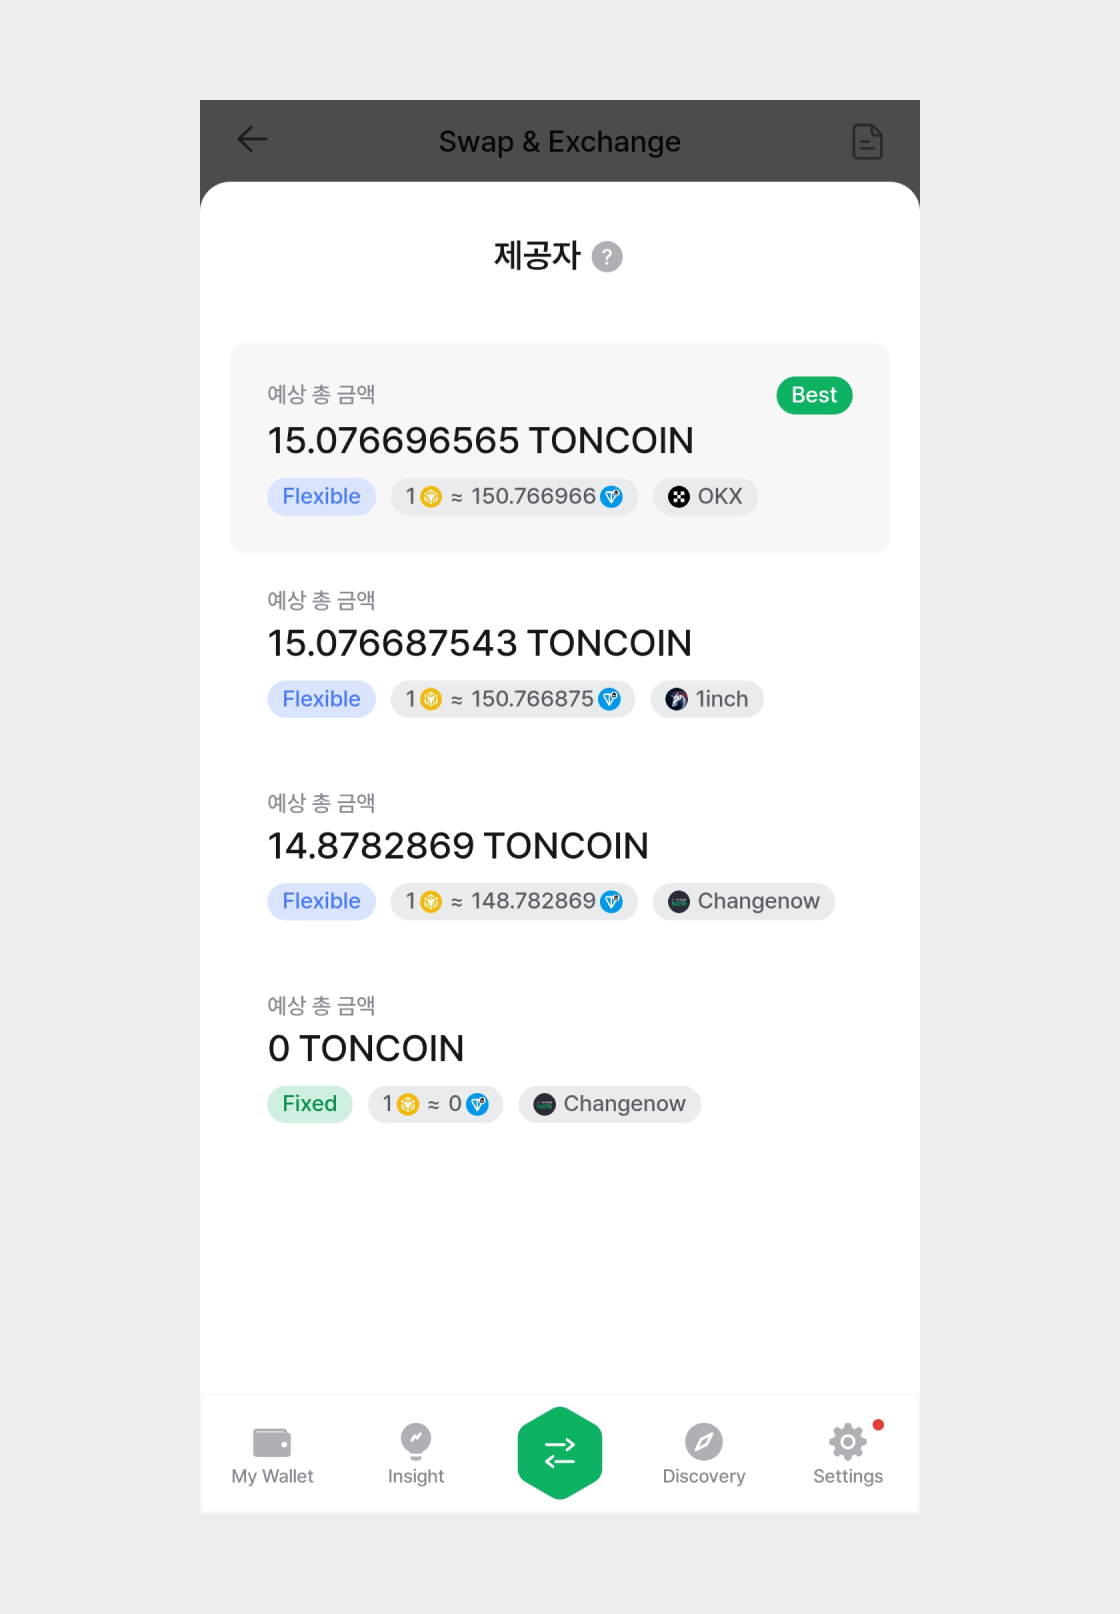 Swap & Exchange
제공자 ?
예상 총 금액 Best
15.076696565 TONCOIN
Flexible 1 ≈ 150.766966 OKX
예상 총 금액
15.076687543 TONCOIN
Flexible 1 ≈ 150.766875 1inch
예상 총 금액
14.8782869 TONCOIN
Flexible 1 ≈ 148.782869 Changenow
예상 총 금액
0 TONCOIN
Fixed 1 ≈ 0 Changenow
My Wallet Insight Discovery Settings